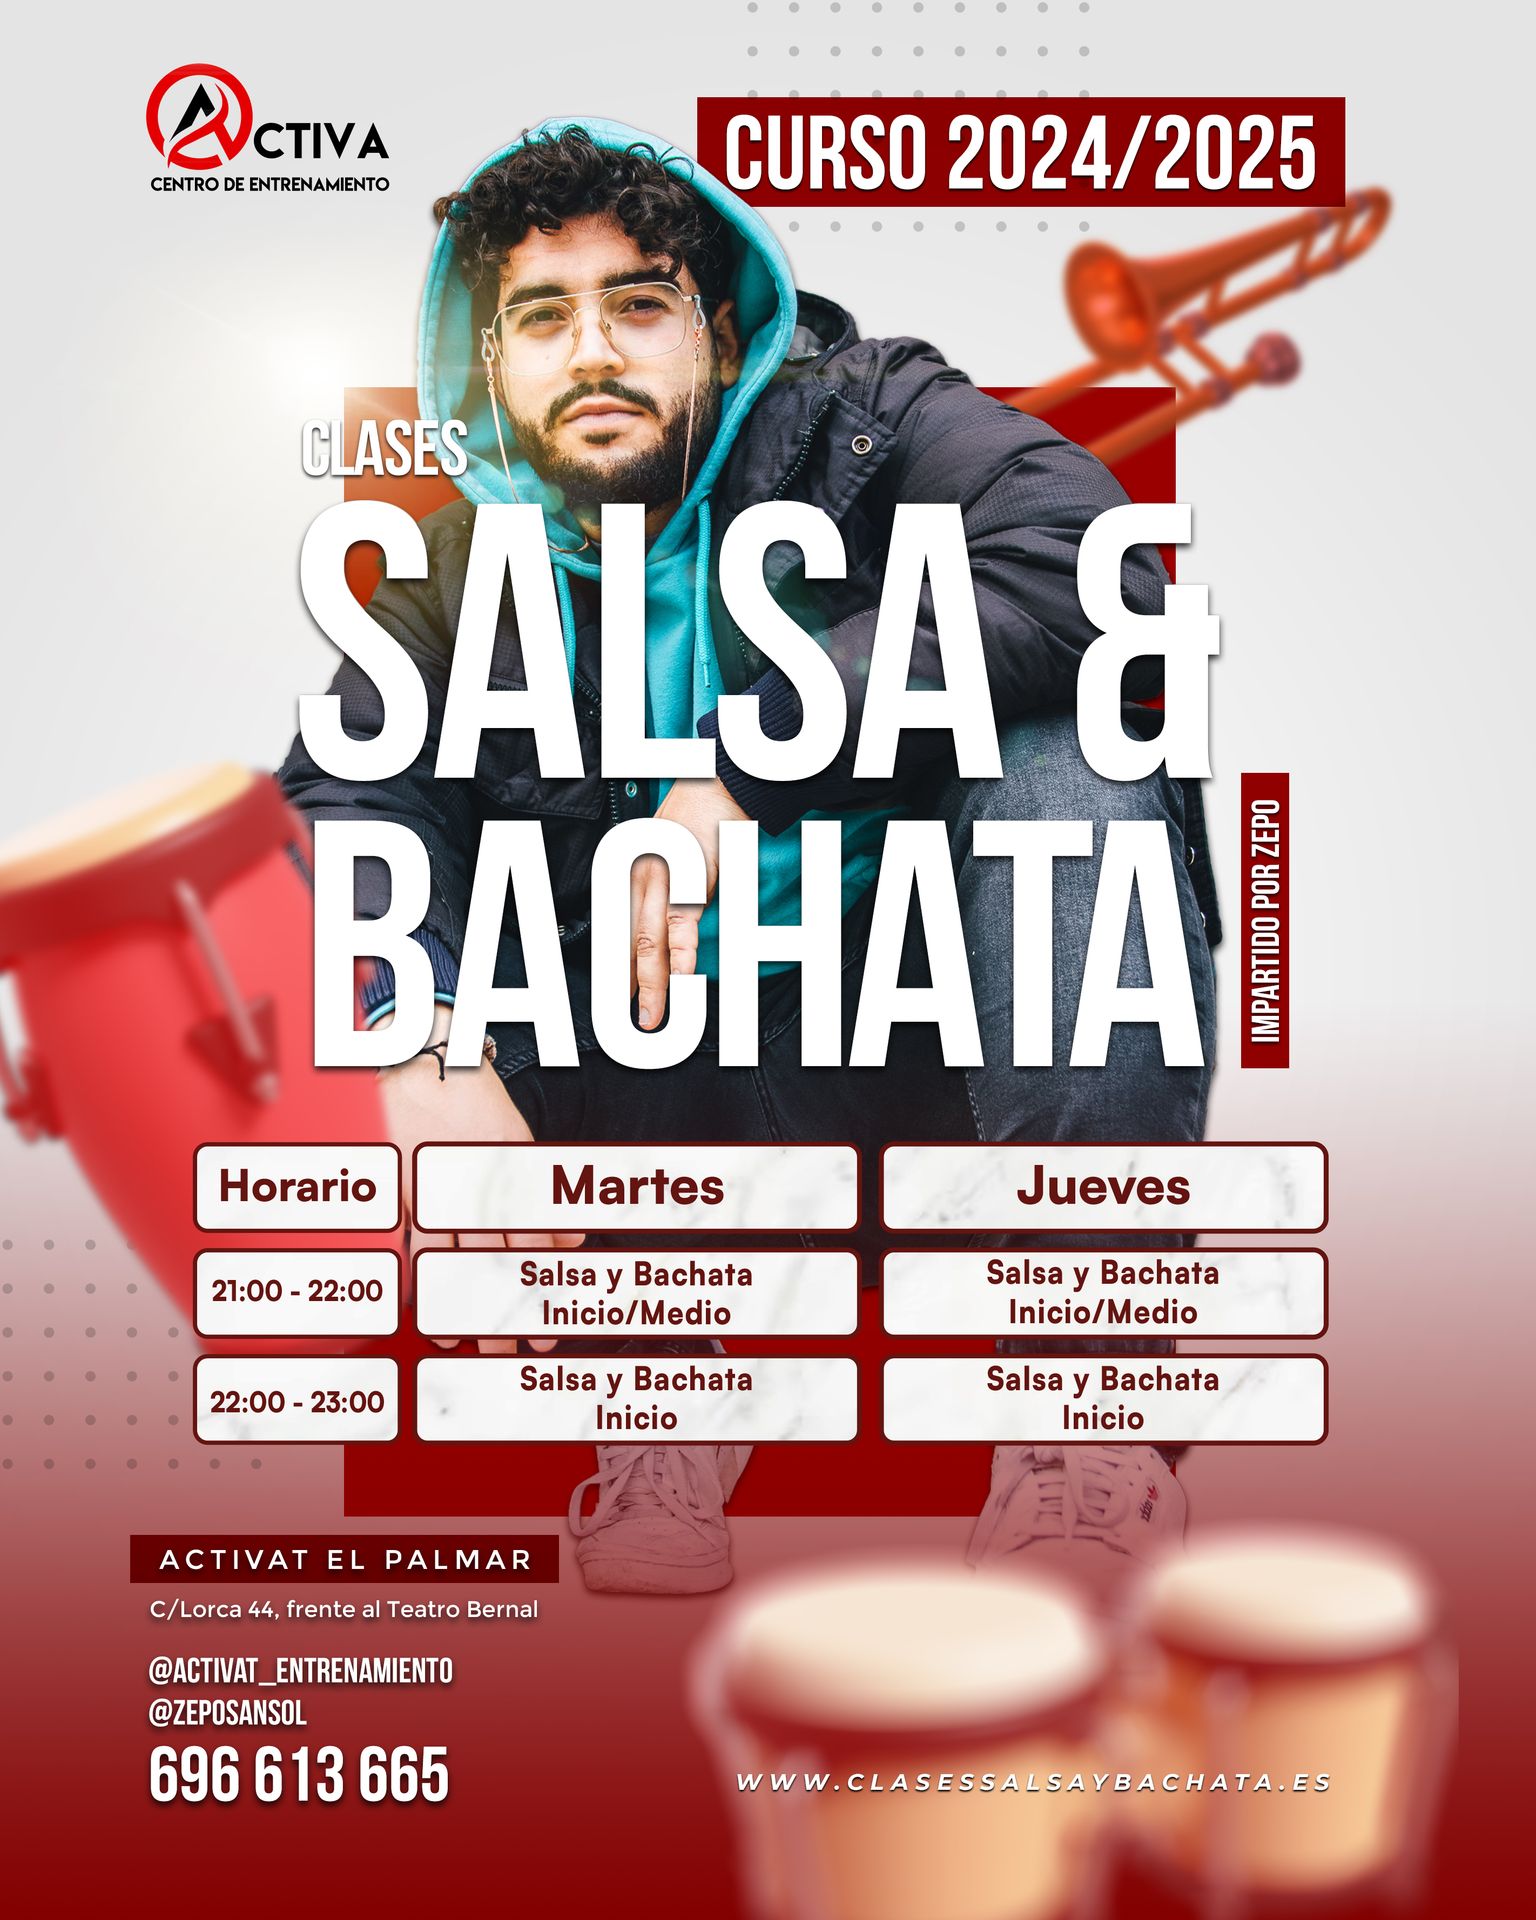 ACTIVA
CENTRO DE ENTRENAMIENTO
CURSO 2024/2025
CLASES
SALSA &
BACHATA
IMPARTIDO POR ZEPO
Horario
Martes
Jueves
21:00 - 22:00
Salsa y Bachata
Inicio/Medio
Salsa y Bachata
Inicio/Medio
22:00 - 23:00
Salsa y Bachata
Inicio
Salsa y Bachata
Inicio
adidas
ACTIVAT EL PALMAR
C/Lorca 44, frente al Teatro Bernal
@ACTIVAT_ENTRENAMIENTO
@ZEPOSANSOL
696 613 665
WWW.CLASESSALSAYBACHATA.ES